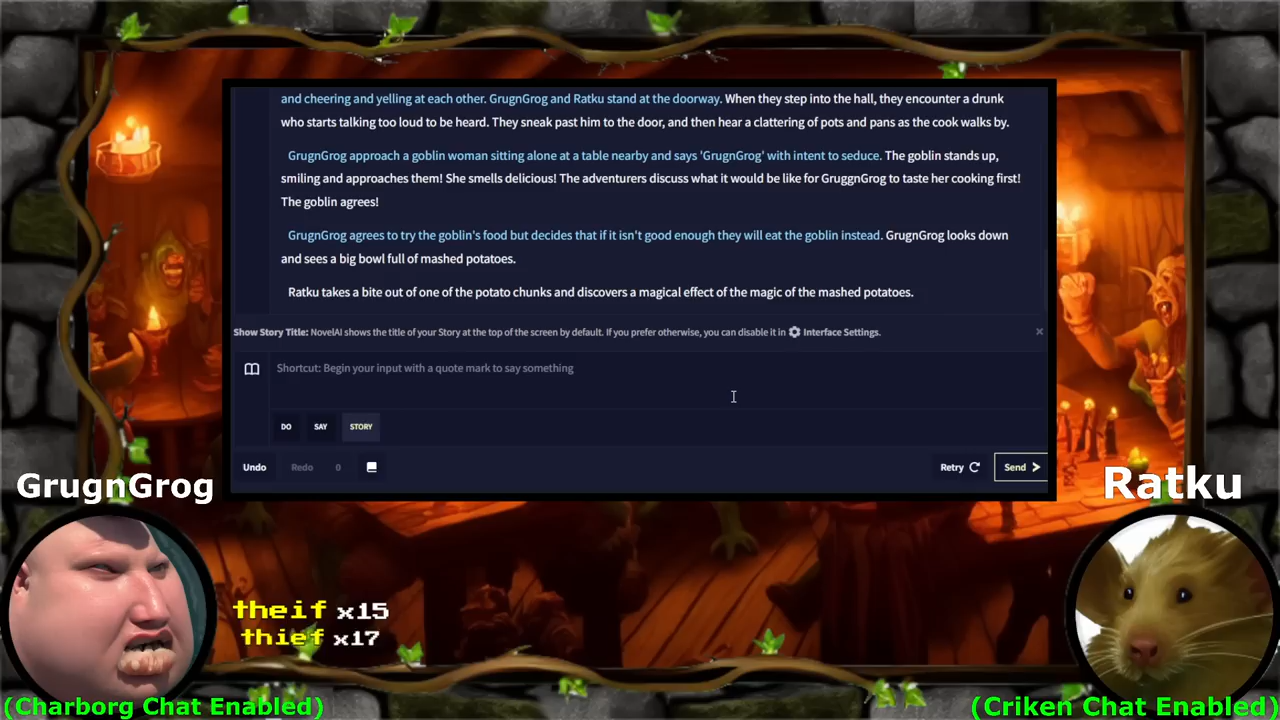 and cheering and yelling at each other. GrugnGrog and Ratku stand at the doorway. When they step into the hall, they encounter a drunk
who starts talking too loud to be heard. They sneak past him to the door, and then hear a clattering of pots and pans as the cook walks by.
GrugnGrog approach a goblin woman sitting alone at a table nearby and says 'GrugnGrog' with intent to seduce. The goblin stands up,
smiling and approaches them! She smells delicious! The adventurers discuss what it would be like for GruggnGrog to taste her cooking first!
The goblin agrees!
GrugnGrog agrees to try the goblin's food but decides that if it isn't good enough they will eat the goblin instead. GrugnGrog looks down
and sees a big bowl full of mashed potatoes.
Ratku takes a bite out of one of the potato chunks and discovers a magical effect of the magic of the mashed potatoes.
Show Story Title: NovelAI shows the title of your Story at the top of the screen by default. If you prefer otherwise, you can disable it in Interface Settings.
Shortcut: Begin your input with a quote mark to say something
DO SAY STORY
Undo Redo 0 Retry Send
GrugnGrog
Ratku
theif x15
thief x17
(Charborg Chat Enabled)
(Criken Chat Enabled)